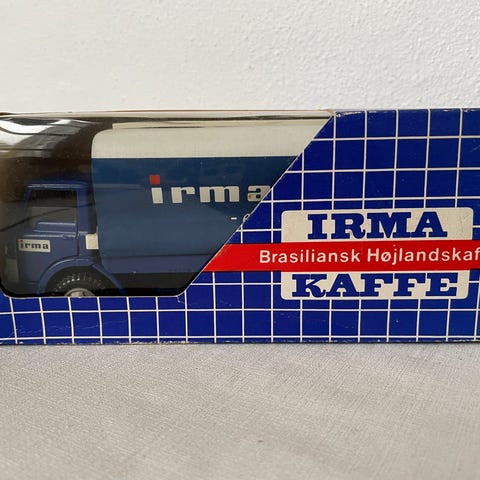 irma
irma
IRMA
Brasiliansk Højlandskaf
KAFFE